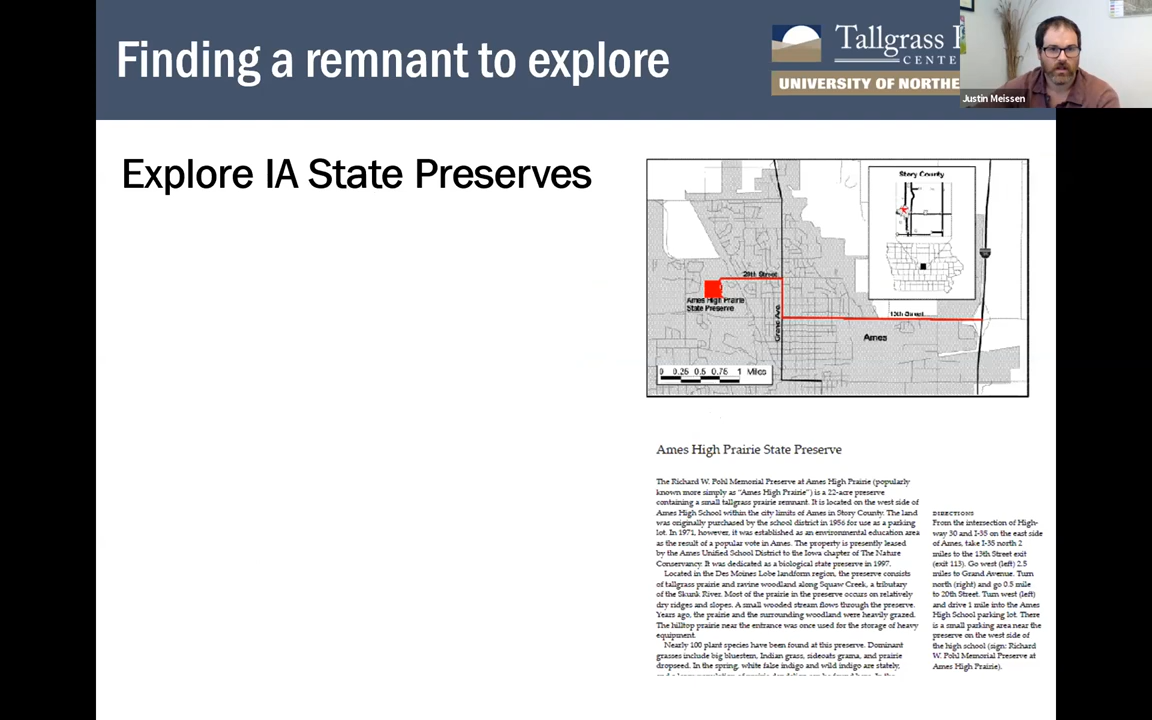 Finding a remnant to explore
Tallgrass
CENTE
UNIVERSITY OF NORTHE
Justin Meissen
Explore IA State Preserves
Story County
20th Street
Ames High Prairie
State Preserve
Grand Ave.
13th Street
Ames
0 0.25 0.5 0.75 1 Miles
Ames High Prairie State Preserve
The Richard W. Pohl Memorial Preserve at Ames High Prairie (popularly
known more simply as "Ames High Prairie") is a 22-acre preserve
containing a small tallgrass prairie remnant. It is located on the west side of
Ames High School within the city limits of Ames in Story County. The land
was originally purchased by the school district in 1956 for use as a parking
lot. In 1971, however, it was established as an environmental education area
as the result of a popular vote in Ames. The property is presently leased
by the Ames Unified School District to the Iowa chapter of The Nature
Conservancy. It was dedicated as a biological state preserve in 1997.
Located in the Des Moines Lobe landform region, the preserve consists
of tallgrass prairie and ravine woodland along Squaw Creek, a tributary
of the Skunk River. Most of the prairie in the preserve occurs on relatively
dry ridges and slopes. A small wooded stream flows through the preserve.
Years ago, the prairie and the surrounding woodland were heavily grazed.
The hilltop prairie near the entrance was once used for the storage of heavy
equipment.
Nearly 100 plant species have been found at this preserve. Dominant
grasses include big bluestem, Indian grass, sideoats grama, and prairie
dropseed. In the spring, white false indigo and wild indigo are stately,
DIRECTIONS
From the intersection of High-
way 30 and I-35 on the east side
of Ames, take I-35 north 2
miles to the 13th Street exit
(exit 113). Go west (left) 2.5
miles to Grand Avenue. Turn
north (right) and go 0.5 mile
to 20th Street. Turn west (left)
and drive 1 mile into the Ames
High School parking lot. There
is a small parking area near the
preserve on the west side of
the high school (sign: Richard
W. Pohl Memorial Preserve at
Ames High Prairie).